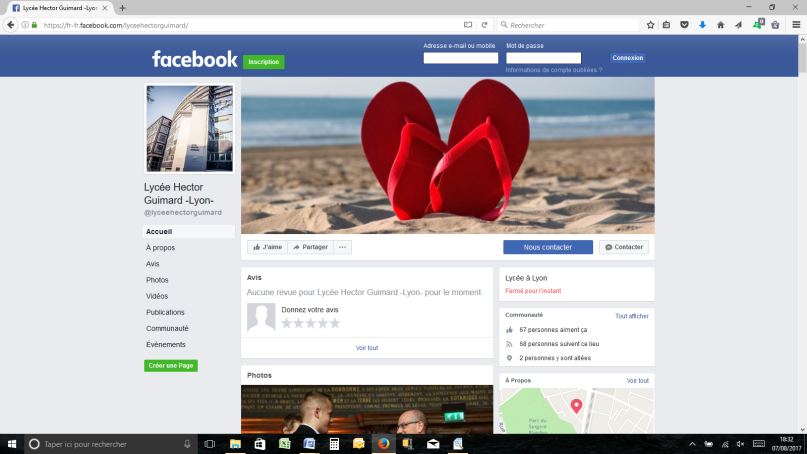 Lycée Hector Guimard -Lyon-
https://fr-fr.facebook.com/lyceehectorguimard/
Rechercher
facebook
Inscription
Adresse e-mail ou mobile
Mot de passe
Connexion
Informations de compte oubliées ?
Lycée Hector
Guimard -Lyon-
@lyceehectorguimard
Accueil
À propos
Avis
Photos
Vidéos
Publications
Communauté
Évènements
Créer une Page
J'aime
Partager
...
Nous contacter
Contacter
Avis
Aucune revue pour Lycée Hector Guimard -Lyon- pour le moment
Donnez votre avis
Voir tout
Photos
Lycée à Lyon
Fermé pour l'instant
Communauté
Tout afficher
67 personnes aiment ça
68 personnes suivent ce lieu
2 personnes y sont allées
À Propos
Voir tout
Parc du
Sergent
Taper ici pour rechercher
18:32
07/08/2017